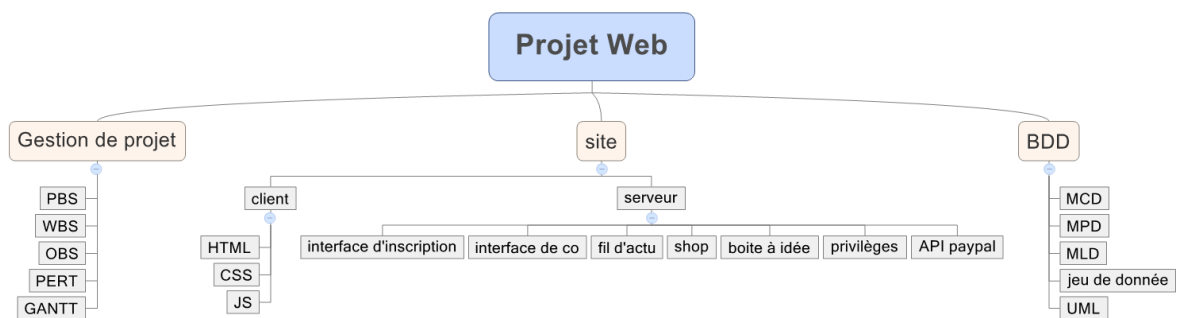 Projet Web
Gestion de projet
PBS
WBS
OBS
PERT
GANTT
site
client
HTML
CSS
JS
serveur
interface d'inscription
interface de co
fil d'actu
shop
boite à idée
privilèges
API paypal
BDD
MCD
MPD
MLD
jeu de donnée
UML